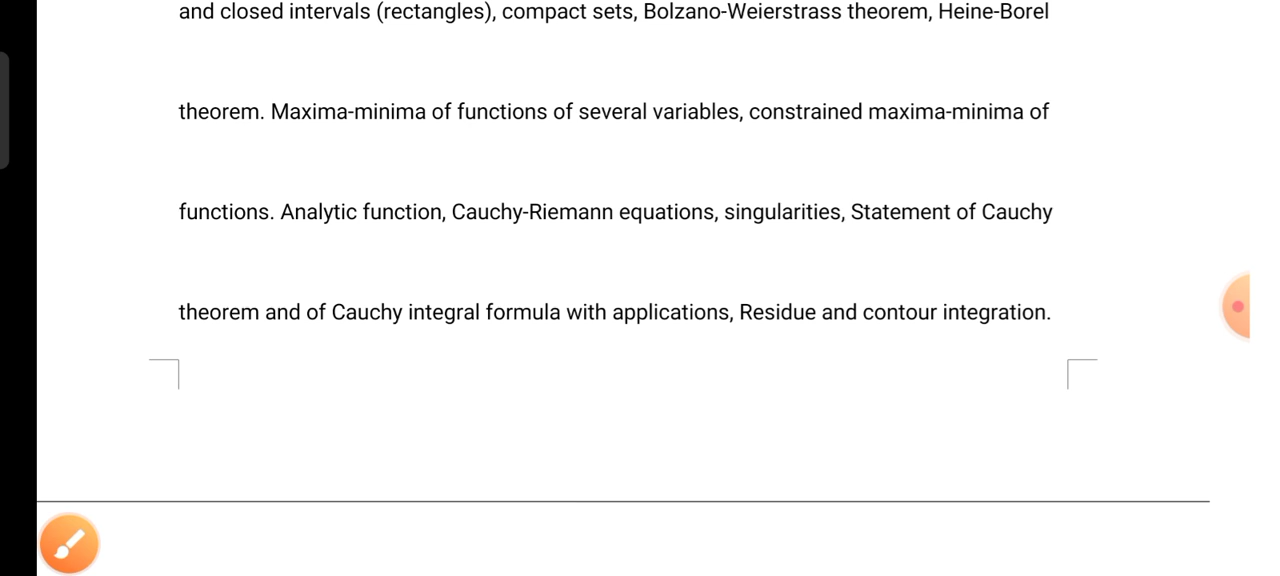 and closed intervals (rectangles), compact sets, Bolzano-Weierstrass theorem, Heine-Borel
theorem. Maxima-minima of functions of several variables, constrained maxima-minima of
functions. Analytic function, Cauchy-Riemann equations, singularities, Statement of Cauchy
theorem and of Cauchy integral formula with applications, Residue and contour integration.